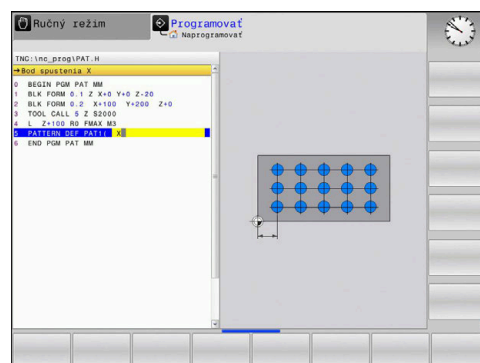 Ručný režim
Programovať
Naprogramovať
TNC:\nc_prog\PAT.H
→Bod spustenia X
0 BEGIN PGM PAT MM
1 BLK FORM 0.1 Z X+0 Y+0 Z-20
2 BLK FORM 0.2 X+100 Y+200 Z+0
3 TOOL CALL 5 Z S2000
4 L Z+100 R0 FMAX M3
5 PATTERN DEF PAT1( X
6 END PGM PAT MM